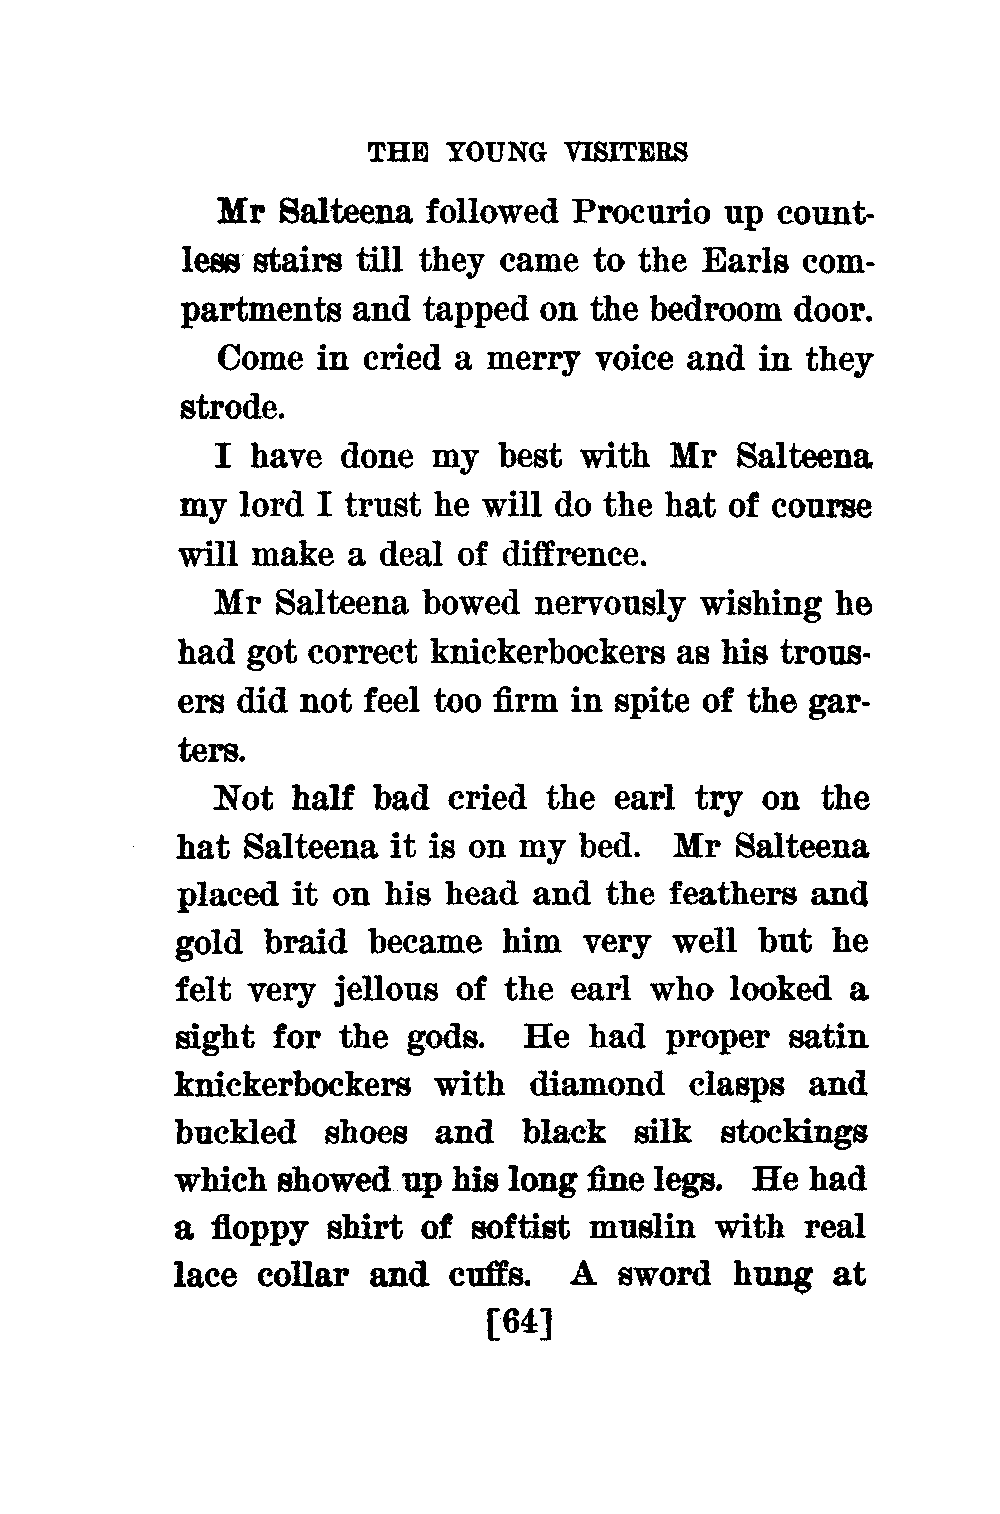 THE YOUNG VISITERS
Mr Salteena followed Procurio up count-
less stairs till they came to the Earls com-
partments and tapped on the bedroom door.
Come in cried a merry voice and in they
strode.
I have done my best with Mr Salteena
my lord I trust he will do the hat of course
will make a deal of diffrence.
Mr Salteena bowed nervously wishing he
had got correct knickerbockers as his trous-
ers did not feel too firm in spite of the gar-
ters.
Not half bad cried the earl try on the
hat Salteena it is on my bed. Mr Salteena
placed it on his head and the feathers and
gold braid became him very well but he
felt very jellous of the earl who looked a
sight for the gods. He had proper satin
knickerbockers with diamond clasps and
buckled shoes and black silk stockings
which showed up his long fine legs. He had
a floppy shirt of softist muslin with real
lace collar and cuffs. A sword hung at
[64]